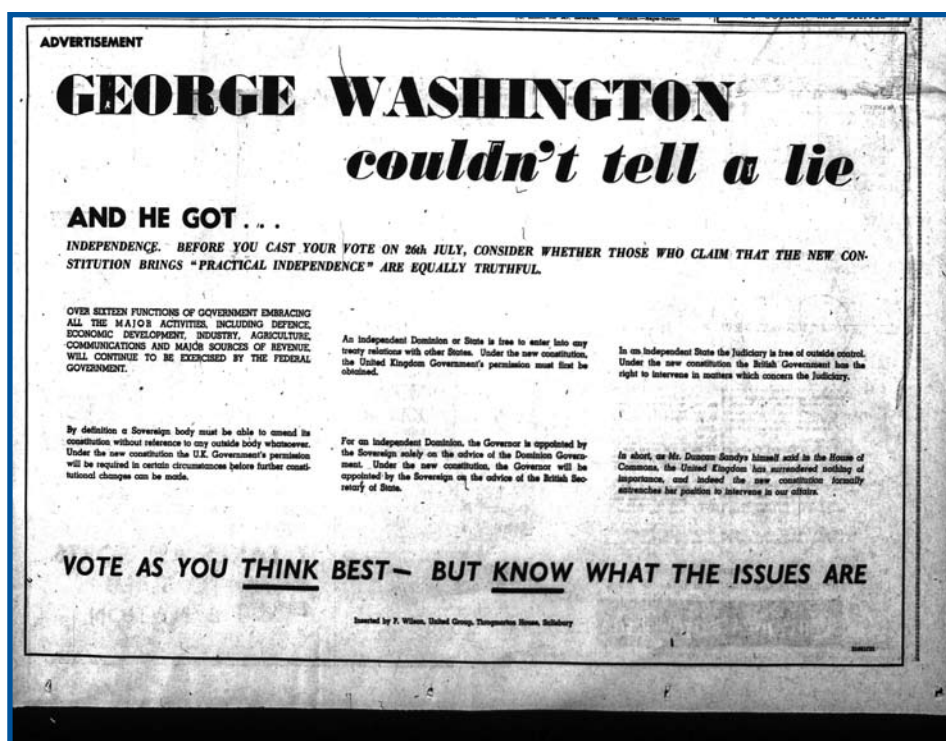 ADVERTISEMENT
GEORGE WASHINGTON
couldn't tell a lie
AND HE GOT . . .
INDEPENDENCE. BEFORE YOU CAST YOUR VOTE ON 26th JULY, CONSIDER WHETHER THOSE WHO CLAIM THAT THE NEW CON-
STITUTION BRINGS "PRACTICAL INDEPENDENCE" ARE EQUALLY TRUTHFUL.
OVER SIXTEEN FUNCTIONS OF GOVERNMENT EMBRACING
ALL THE MAJOR ACTIVITIES, INCLUDING DEFENCE,
ECONOMIC DEVELOPMENT, INDUSTRY, AGRICULTURE,
COMMUNICATIONS AND MAJOR SOURCES OF REVENUE,
WILL CONTINUE TO BE EXERCISED BY THE FEDERAL
GOVERNMENT.
An independent Dominion or State is free to enter into any
treaty relations with other States. Under the new constitution,
the United Kingdom Government's permission must first be
obtained.
In an independent State the Judiciary is free of outside control.
Under the new constitution the British Government has the
right to intervene in matters which concern the Judiciary.
By definition a Sovereign body must be able to amend its
constitution without reference to any outside body whatsoever.
Under the new constitution the U.K. Government's permission
will be required in certain circumstances before further consti-
tutional changes can be made.
For an independent Dominion, the Governor is appointed by
the Sovereign solely on the advice of the Dominion Govern-
ment. Under the new constitution, the Governor will be
appointed by the Sovereign on the advice of the British Sec-
retary of State.
In short, as Mr. Duncan Sandys himself said in the House of
Commons, the United Kingdom has surrendered nothing of
importance, and indeed the new constitution formally
entrenches her position to intervene in our affairs.
VOTE AS YOU THINK BEST— BUT KNOW WHAT THE ISSUES ARE
Inserted by F. Wilson, United Group, Throgmorton House, Salisbury